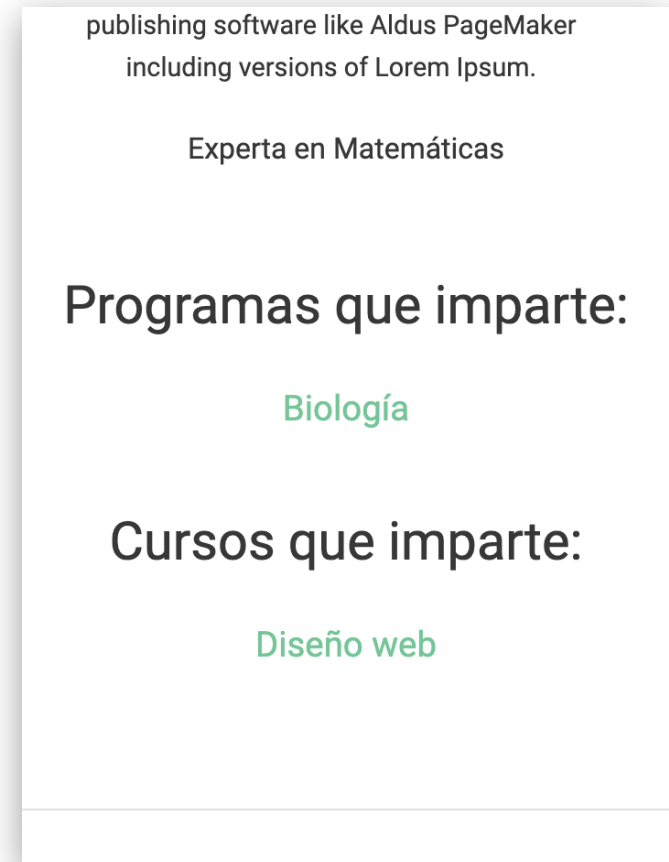 publishing software like Aldus PageMaker
including versions of Lorem Ipsum.
Experta en Matemáticas
Programas que imparte:
Biología
Cursos que imparte:
Diseño web